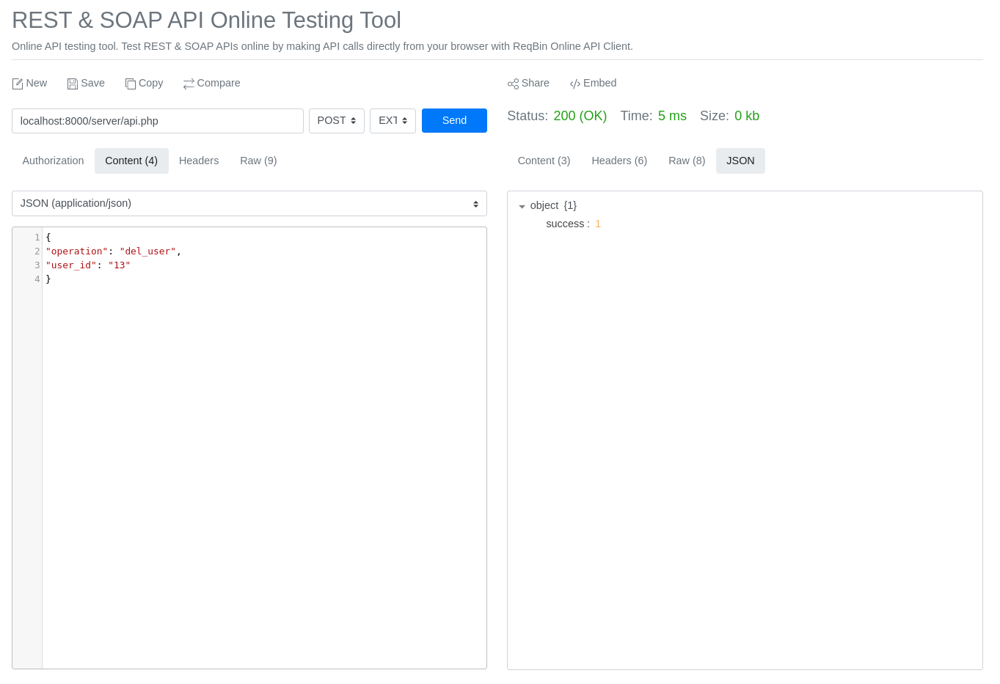 REST & SOAP API Online Testing Tool
Online API testing tool. Test REST & SOAP APIs online by making API calls directly from your browser with ReqBin Online API Client.
New Save Copy Compare
Share Embed
localhost:8000/server/api.php POST EXT Send
Status: 200 (OK) Time: 5 ms Size: 0 kb
Authorization Content (4) Headers Raw (9)
Content (3) Headers (6) Raw (8) JSON
JSON (application/json)
1 {
2 "operation": "del_user",
3 "user_id": "13"
4 }
object {1}
success : 1